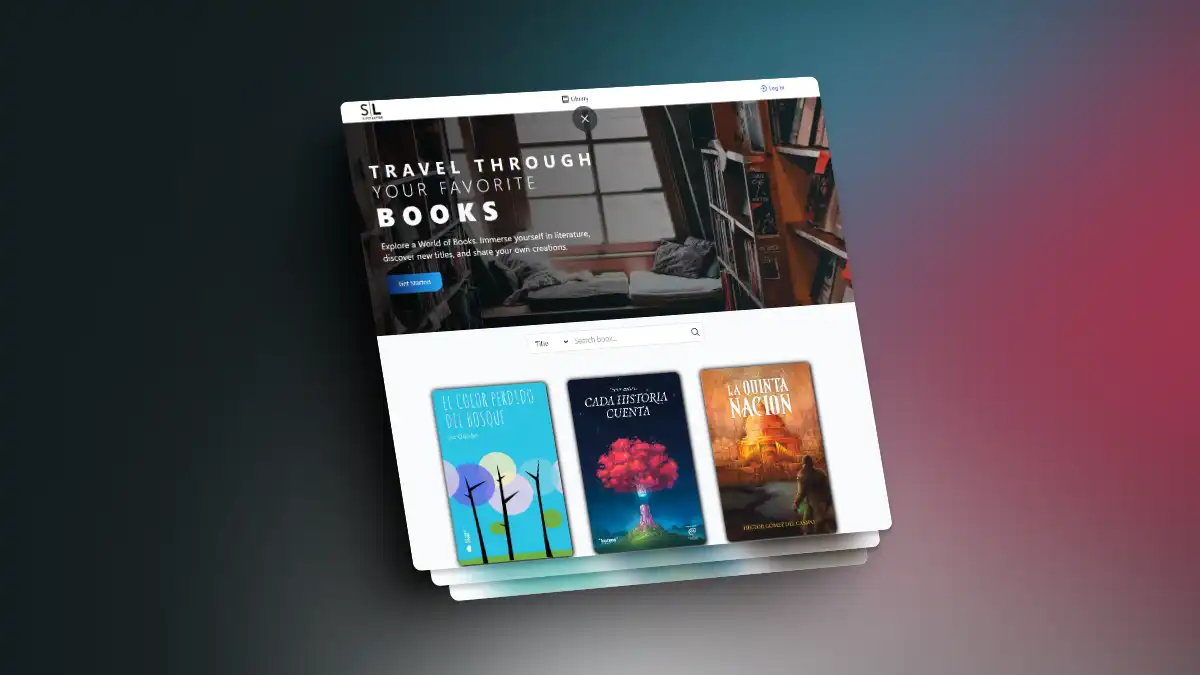 S|L
Library
Log In
TRAVEL THROUGH
YOUR FAVORITE
BOOKS
Explore a World of Books. Immerse yourself in literature,
discover new titles, and share your own creations.
Get Started
Title
Search book...
EL COLOR PERDIDO
DEL BOSQUE
CADA HISTORIA
CUENTA
LA QUINTA
NACIÓN
HÉCTOR GÓMEZ DEL CAMPO